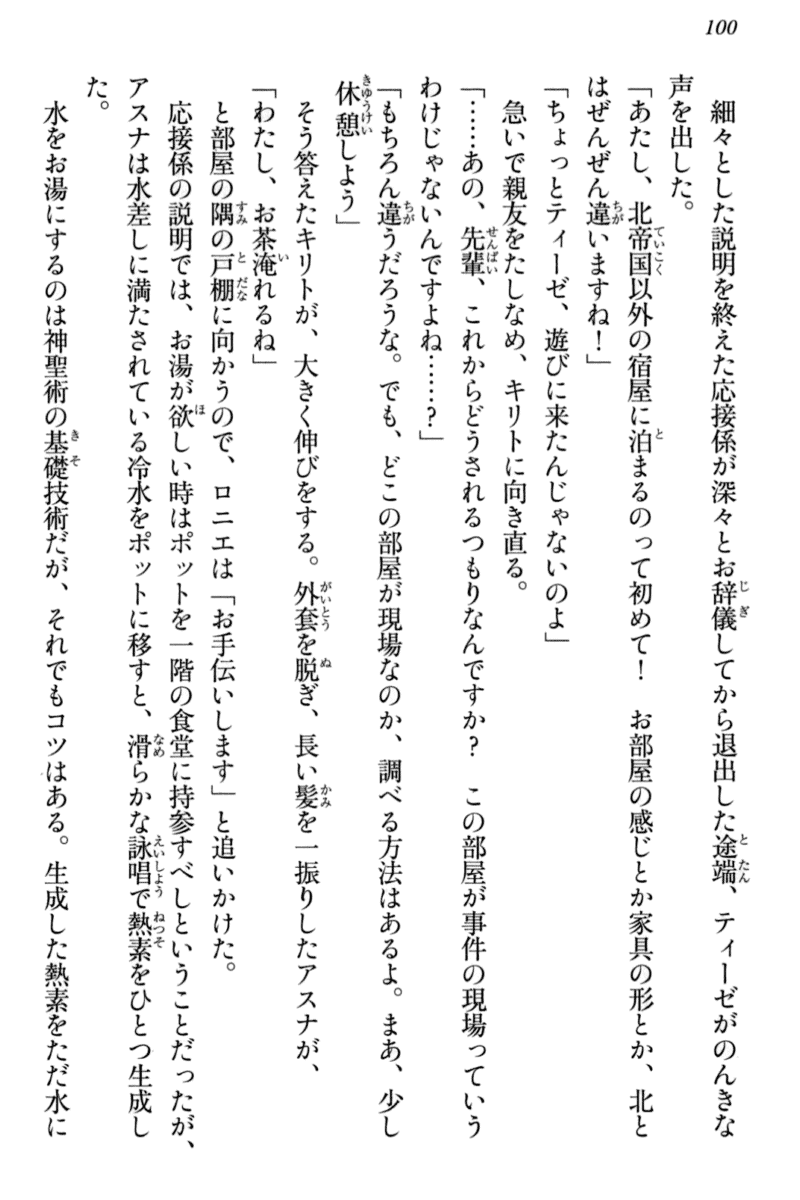 100
細々とした説明を終えた応接係が深々とお辞儀してから退出した途端、ティーゼがのんきな
声を出した。
「あたし、北帝国以外の宿屋に泊まるのって初めて!　お部屋の感じとか家具の形とか、北と
はぜんぜん違いますね!」
「ちょっとティーゼ、遊びに来たんじゃないのよ」
急いで親友をたしなめ、キリトに向き直る。
「……あの、先輩、これからどうされるつもりなんですか?　この部屋が事件の現場っていう
わけじゃないんですよね……?」
「もちろん違うだろうな。でも、どこの部屋が現場なのか、調べる方法はあるよ。まあ、少し
休憩しよう」
そう答えたキリトが、大きく伸びをする。外套を脱ぎ、長い髪を一振りしたアスナが、
「わたし、お茶淹れるね」
と部屋の隅の戸棚に向かうので、ロニエは「お手伝いします」と追いかけた。
応接係の説明では、お湯が欲しい時はポットを一階の食堂に持参すべしということだったが、
アスナは水差しに満たされている冷水をポットに移すと、滑らかな詠唱で熱素をひとつ生成し
た。
水をお湯にするのは神聖術の基礎技術だが、それでもコツはある。生成した熱素をただ水に